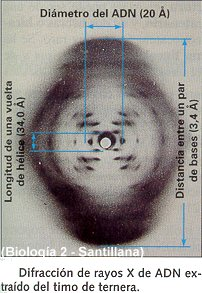 Diámetro del ADN (20 Å)
Longitud de una vuelta
de hélice (34,0 Å)
Distancia entre un par
de bases (3,4 Å)
(Biología 2 - Santillana)
Difracción de rayos X de ADN ex-
traído del timo de ternera.